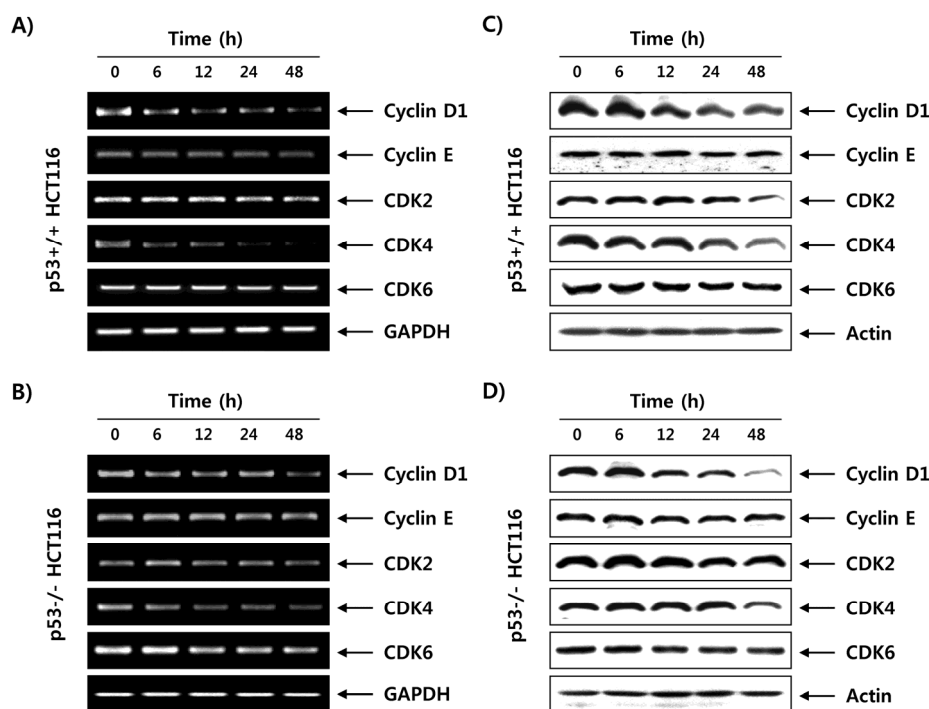 A)
Time (h)
0 6 12 24 48
p53+/+ HCT116
Cyclin D1
Cyclin E
CDK2
CDK4
CDK6
GAPDH
C)
Time (h)
0 6 12 24 48
p53+/+ HCT116
Cyclin D1
Cyclin E
CDK2
CDK4
CDK6
Actin
B)
Time (h)
0 6 12 24 48
p53-/- HCT116
Cyclin D1
Cyclin E
CDK2
CDK4
CDK6
GAPDH
D)
Time (h)
0 6 12 24 48
p53-/- HCT116
Cyclin D1
Cyclin E
CDK2
CDK4
CDK6
Actin